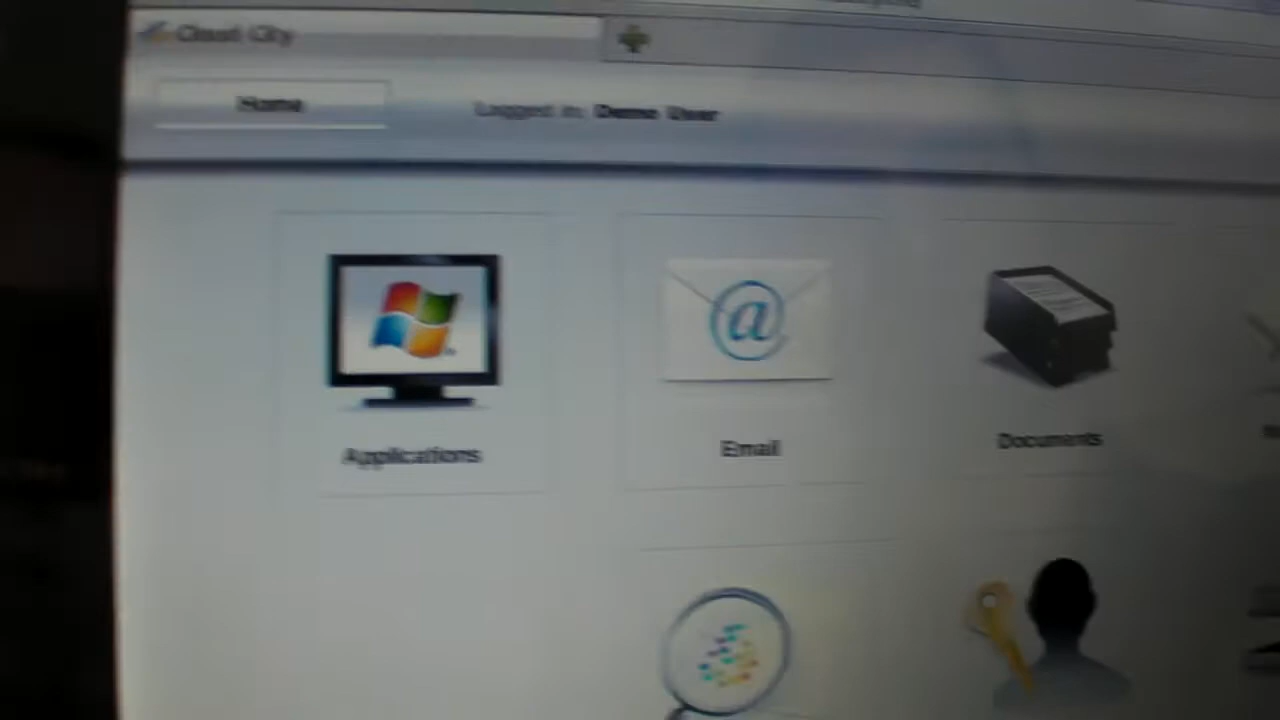 Cloud City
Home
Logged in: Demo User
@
Applications
Email
Documents